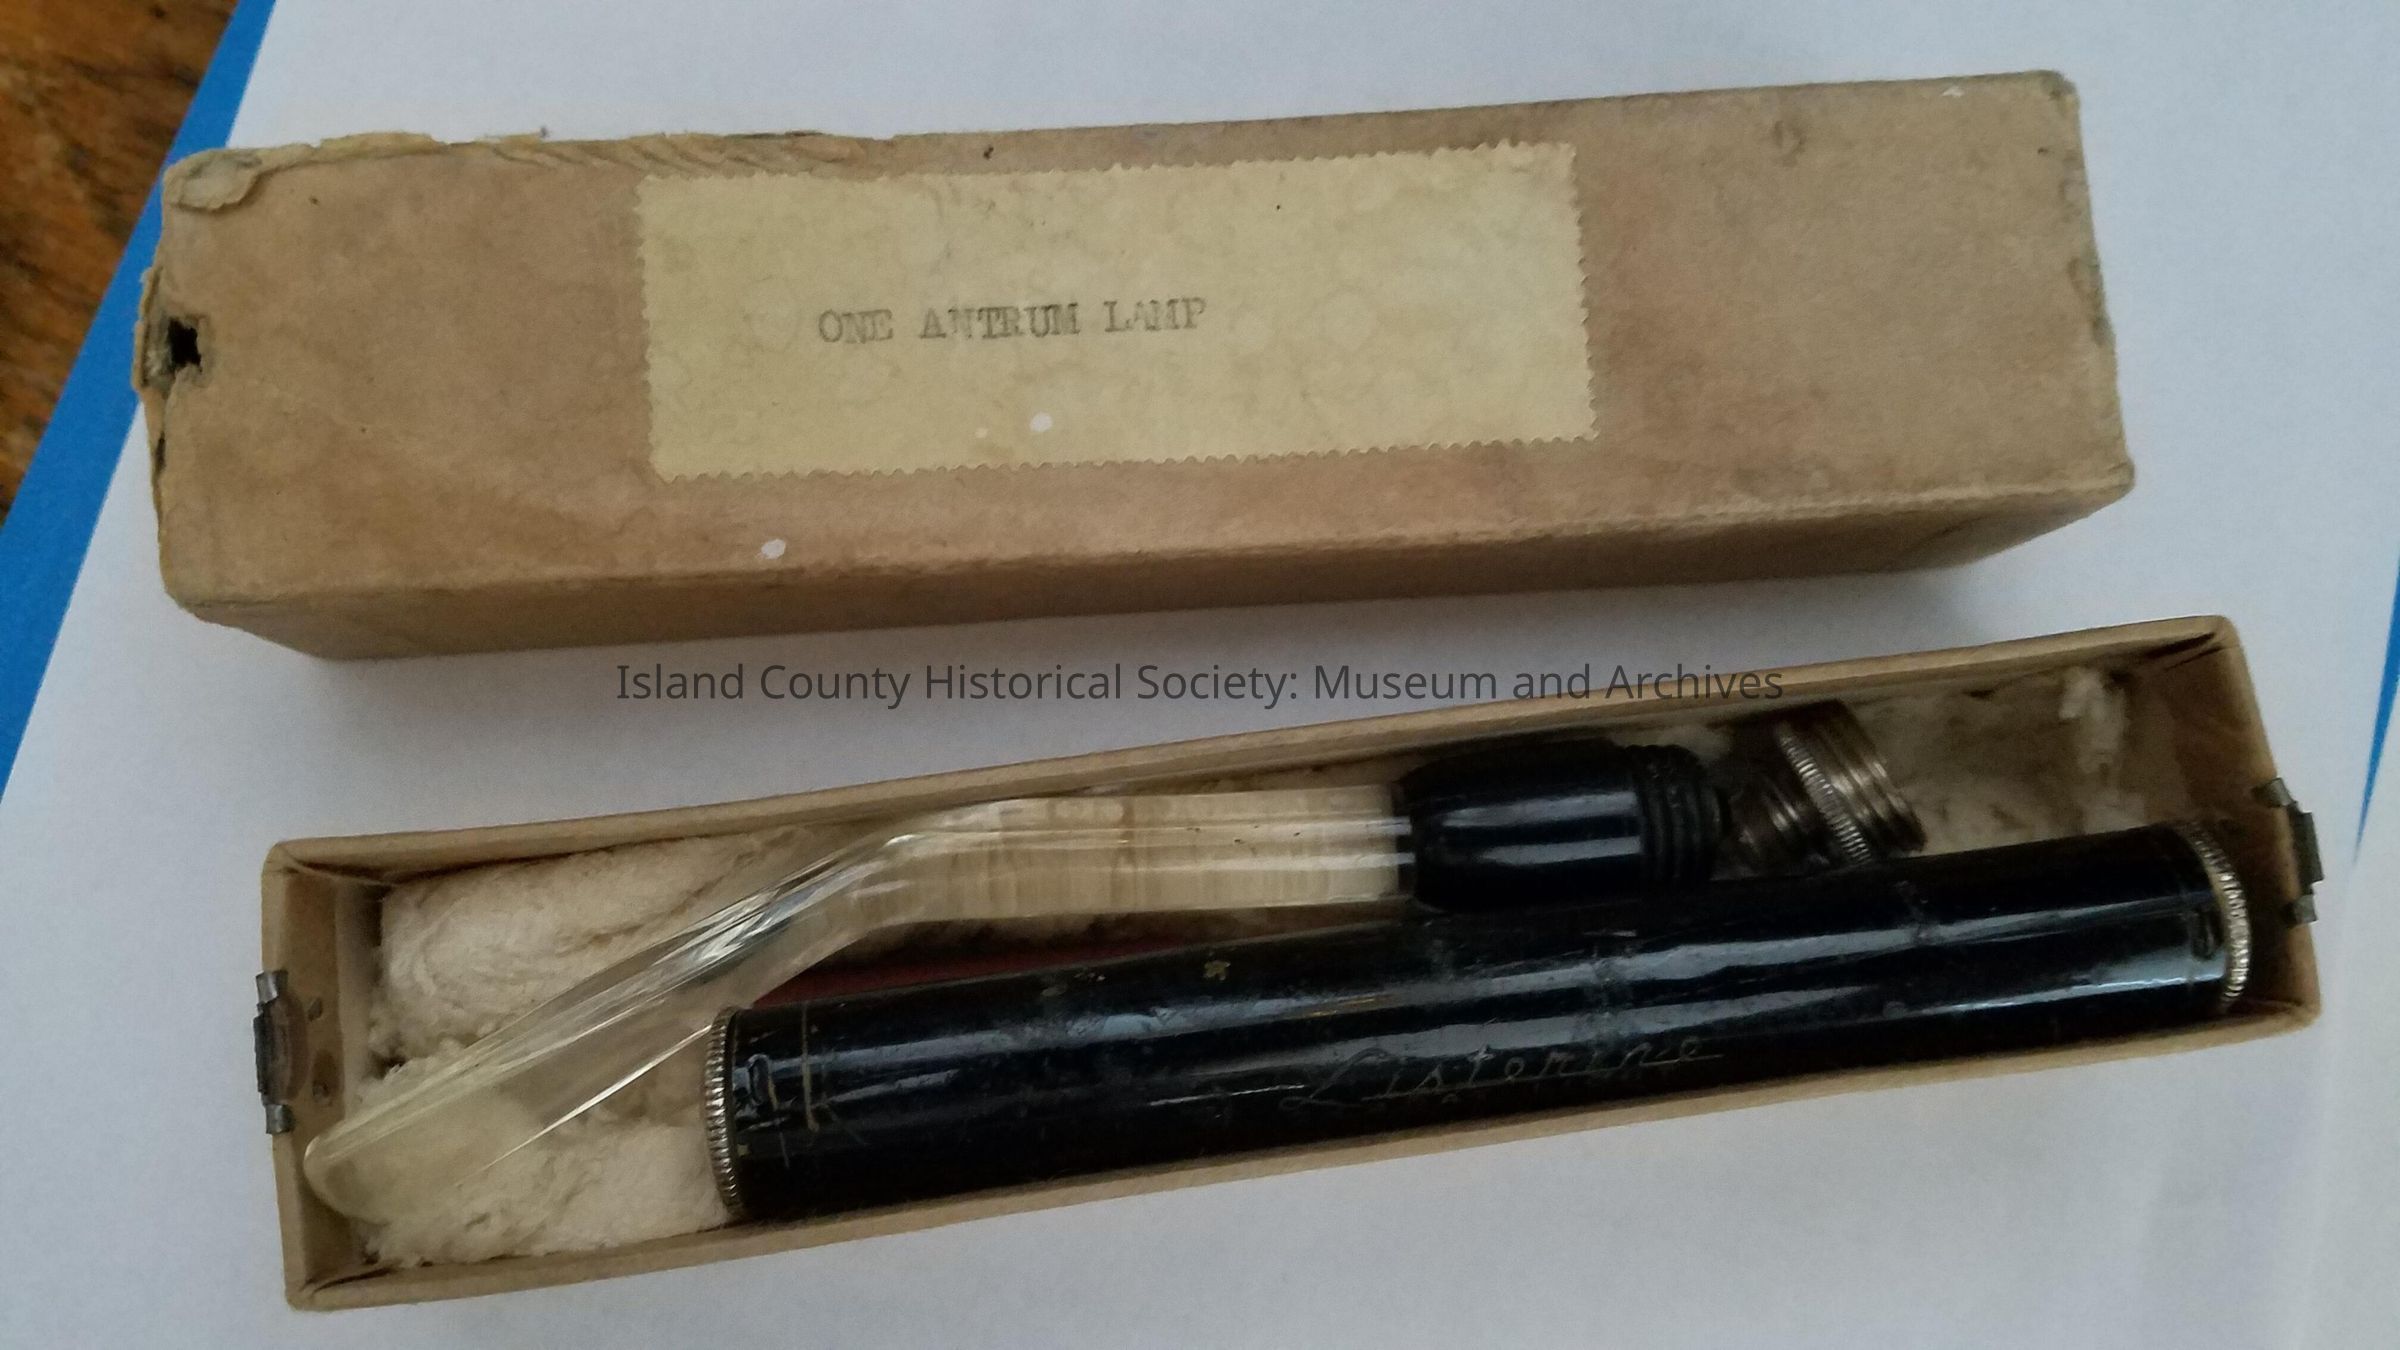 ONE ANTRUM LAMP
Island County Historical Society: Museum and Archives
Listerine